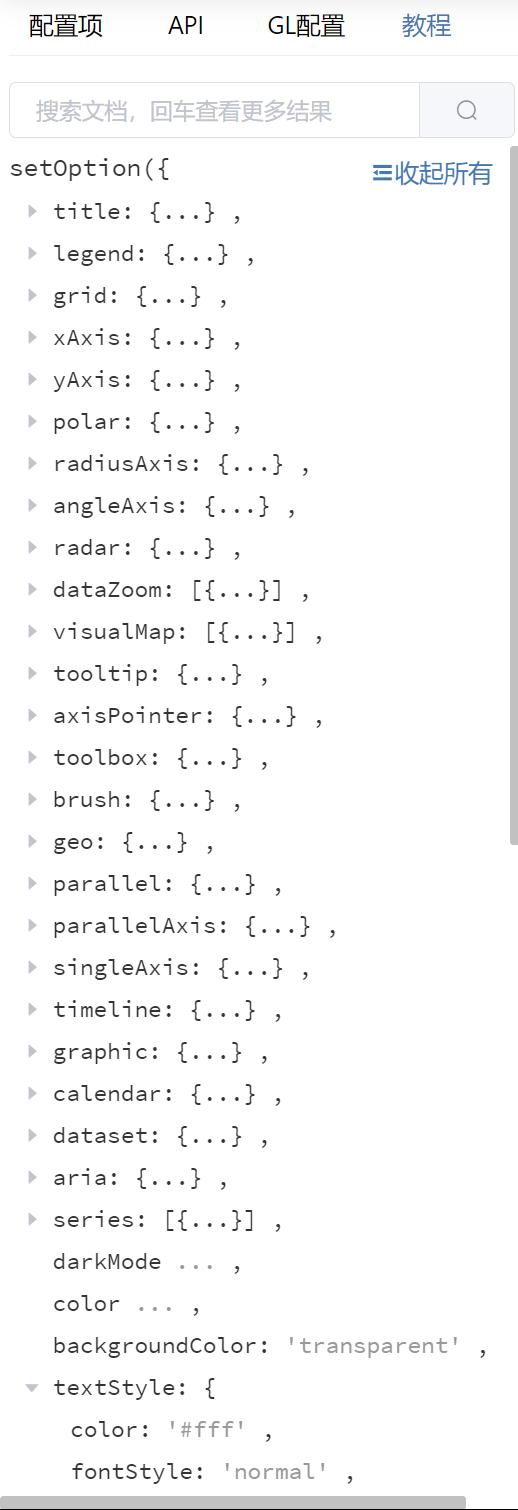 配置项 API GL配置 教程
搜索文档，回车查看更多结果
setOption({ 收起所有
title: {...} ,
legend: {...} ,
grid: {...} ,
xAxis: {...} ,
yAxis: {...} ,
polar: {...} ,
radiusAxis: {...} ,
angleAxis: {...} ,
radar: {...} ,
dataZoom: [{...}] ,
visualMap: [{...}] ,
tooltip: {...} ,
axisPointer: {...} ,
toolbox: {...} ,
brush: {...} ,
geo: {...} ,
parallel: {...} ,
parallelAxis: {...} ,
singleAxis: {...} ,
timeline: {...} ,
graphic: {...} ,
calendar: {...} ,
dataset: {...} ,
aria: {...} ,
series: [{...}] ,
darkMode ... ,
color ... ,
backgroundColor: 'transparent' ,
textStyle: {
color: '#fff' ,
fontStyle: 'normal' ,